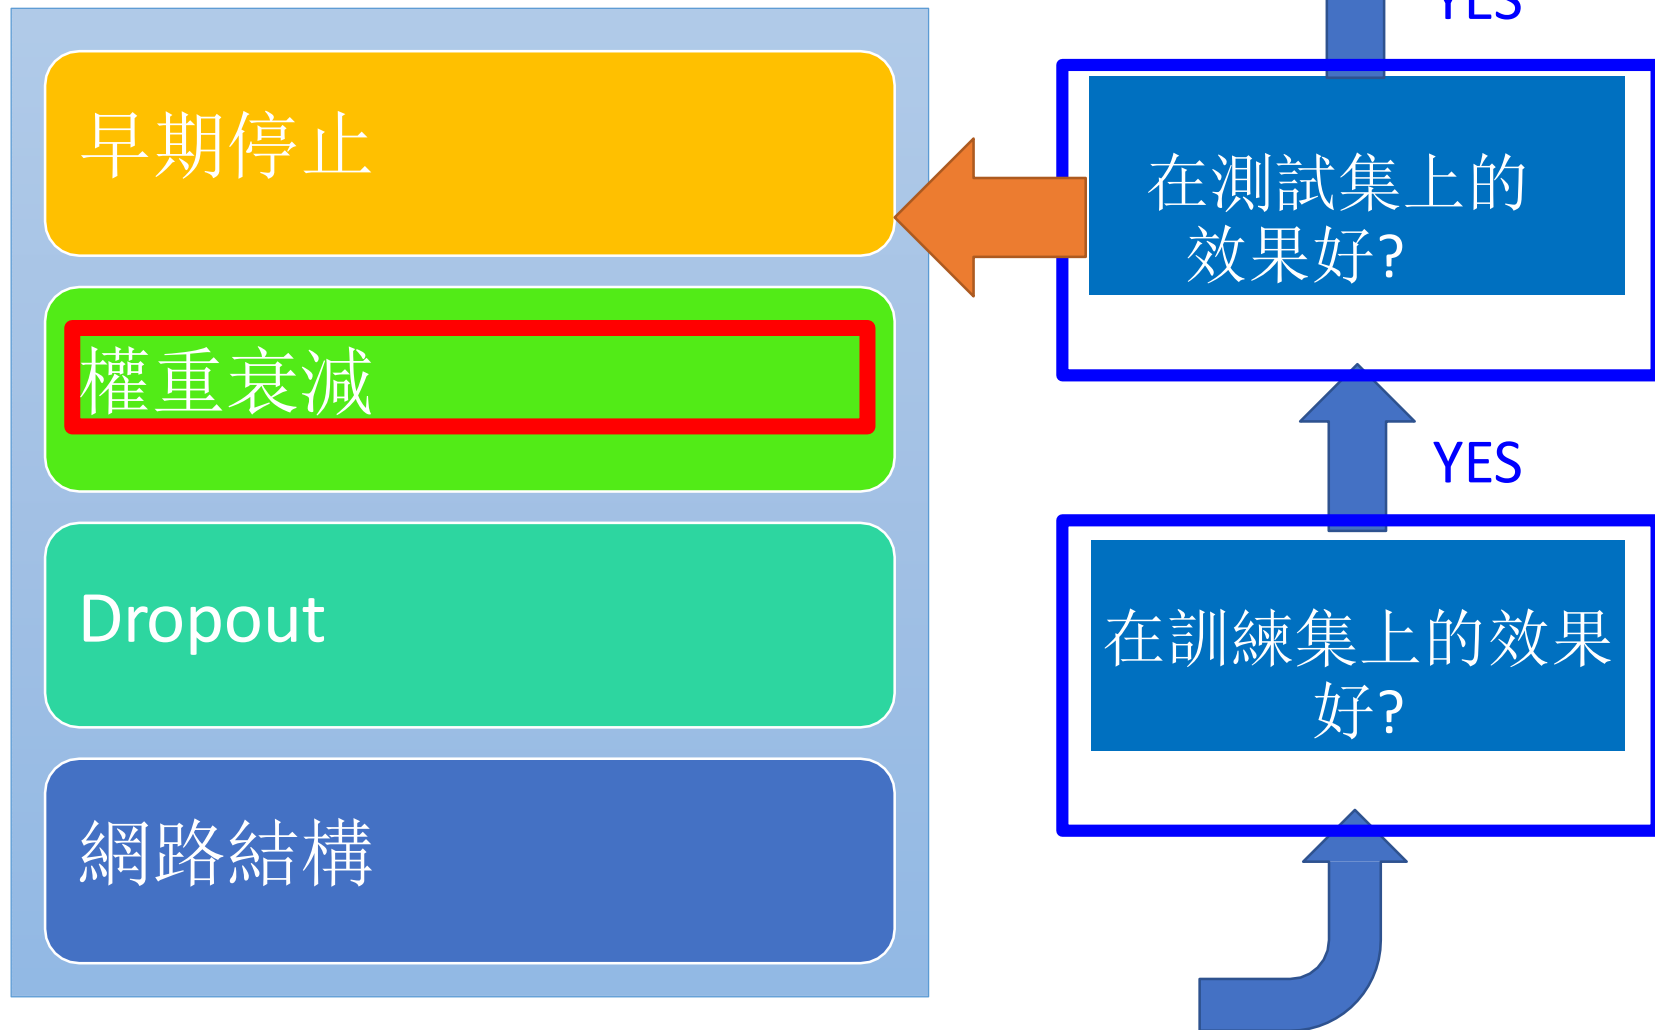 早期停止
權重衰減
Dropout
網路結構
YES
在測試集上的
效果好?
YES
在訓練集上的效果
好?